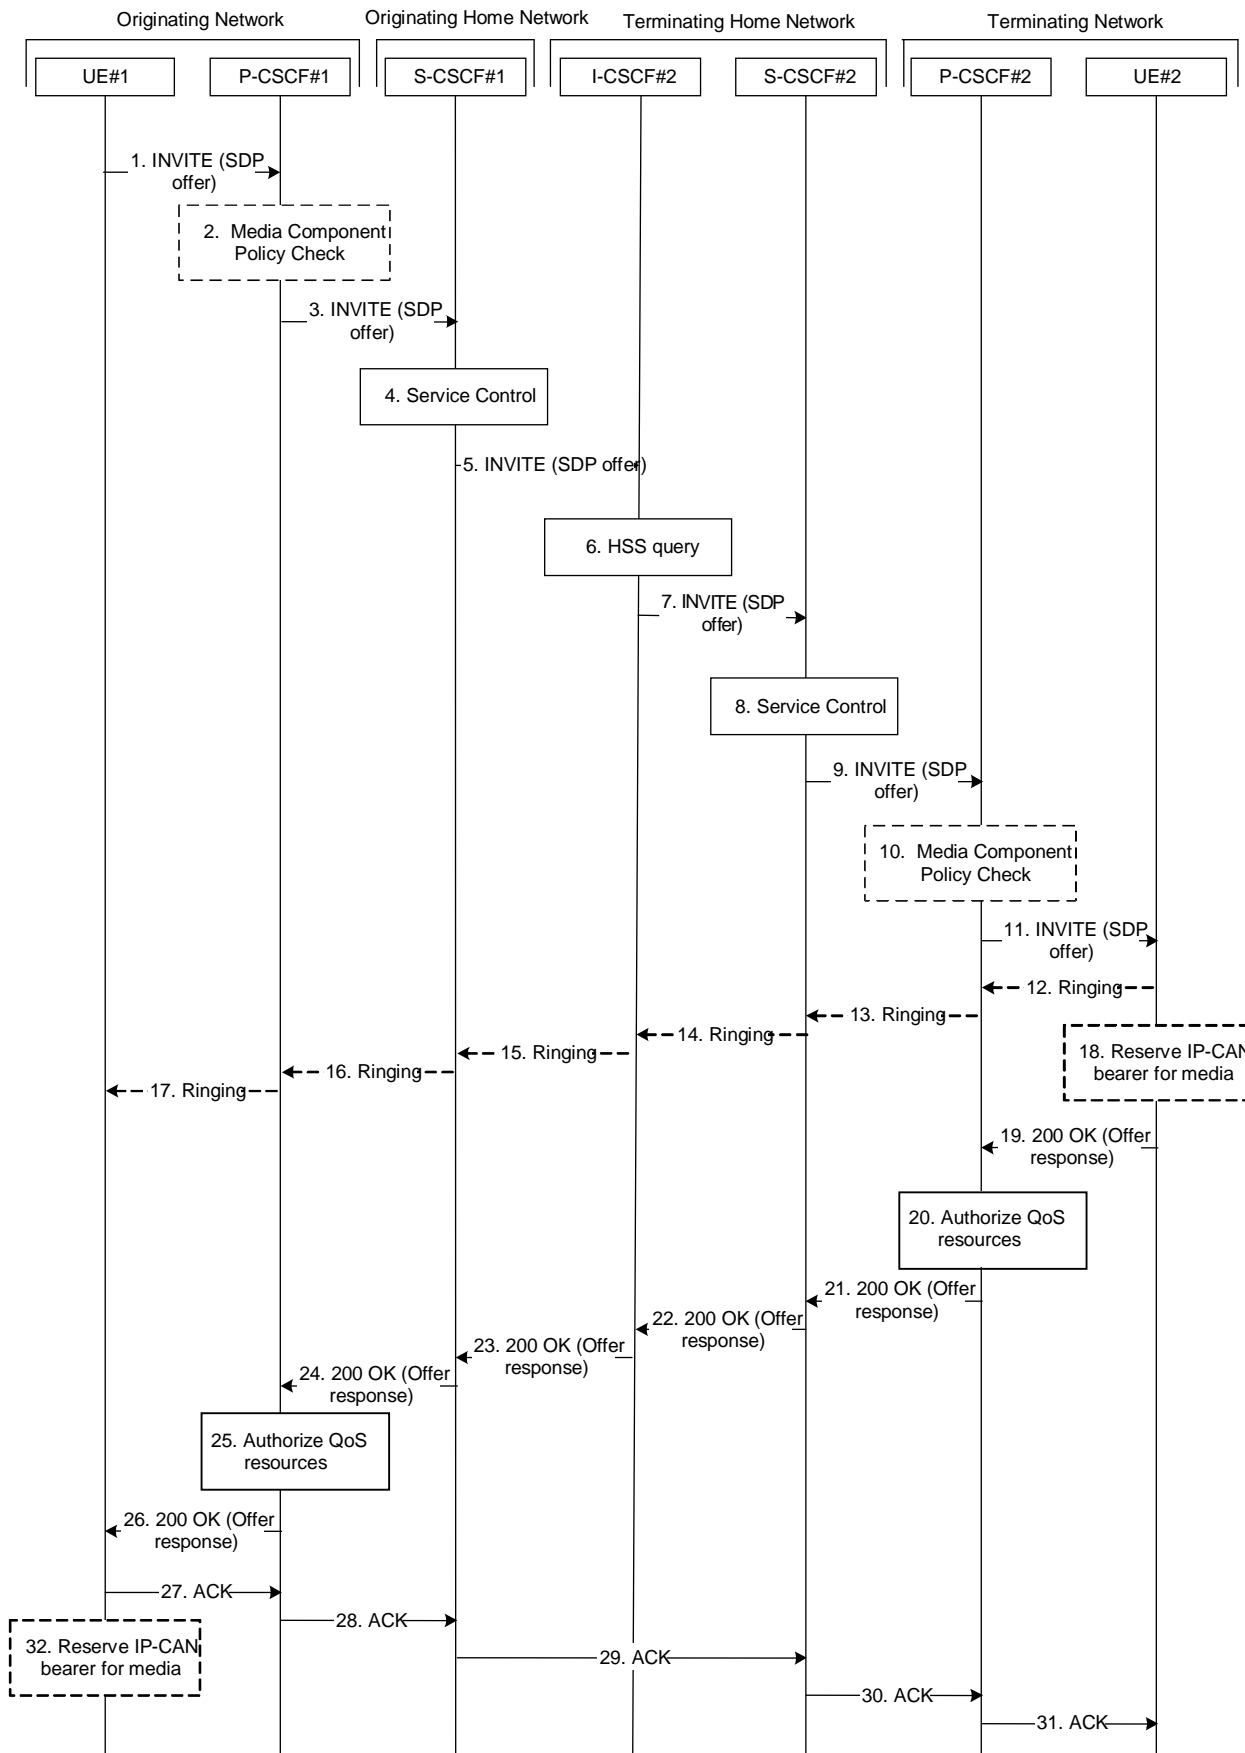 Originating Network
Originating Home Network
Terminating Home Network
Terminating Network
UE#1
P-CSCF#1
S-CSCF#1
I-CSCF#2
S-CSCF#2
P-CSCF#2
UE#2
1. INVITE (SDP
offer)
2. Media Component
Policy Check
3. INVITE (SDP
offer)
4. Service Control
5. INVITE (SDP offer)
6. HSS query
7. INVITE (SDP
offer)
8. Service Control
9. INVITE (SDP
offer)
10. Media Component
Policy Check
11. INVITE (SDP
offer)
12. Ringing
13. Ringing
14. Ringing
15. Ringing
16. Ringing
17. Ringing
18. Reserve IP-CAN
bearer for media
19. 200 OK (Offer
response)
20. Authorize QoS
resources
21. 200 OK (Offer
response)
22. 200 OK (Offer
response)
23. 200 OK (Offer
response)
24. 200 OK (Offer
response)
25. Authorize QoS
resources
26. 200 OK (Offer
response)
27. ACK
28. ACK
32. Reserve IP-CAN
bearer for media
29. ACK
30. ACK
31. ACK